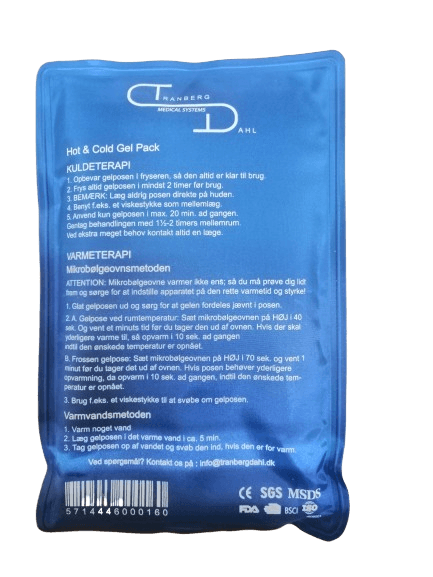 TRANBERG
MEDICAL SYSTEMS
DAHL
Hot & Cold Gel Pack
KULDETERAPI
1. Opbevar gelposen i fryseren, så den altid er klar til brug.
2. Frys altid gelposen i mindst 2 timer før brug.
3. BEMÆRK: Læg aldrig posen direkte på huden.
4. Benyt f.eks. et viskestykke som mellemlæg.
5. Anvend kun gelposen i max. 20 min. ad gangen.
Gentag behandlingen med 1½-2 timers mellemrum.
Ved ekstra meget behov kontakt altid en læge.
VARMETERAPI
Mikrobølgeovnsmetoden
ATTENTION: Mikrobølgeovne varmer ikke ens; så du må prøve dig lidt
frem og sørge for at indstille apparatet på den rette varmetid og styrke!
1. Glat gelposen ud og sørg for at gelen fordeles jævnt i posen.
2. A. Gelpose ved rumtemperatur: Sæt mikrobølgeovnen på HØJ i 40
sek. Og vent et minuts tid før du tager den ud af ovnen. Hvis der skal
yderligere varme til, så opvarm i 10 sek. ad gangen
indtil den ønskede temperatur er opnået.
B. Frossen gelpose: Sæt mikrobølgeovnen på HØJ i 70 sek. og vent 1
minut før du tager det ud af ovnen. Hvis posen behøver yderligere
opvarmning, da opvarm i 10 sek. ad gangen, indtil den ønskede tem-
peratur er opnået.
3. Brug f.eks. et viskestykke til at svøbe om gelposen.
Varmvandsmetoden
1. Varm noget vand
2. Læg gelposen i det varme vand i ca. 5 min.
3. Tag gelposen op af vandet og svøb den ind, hvis den er for varm.
Ved spørgsmål? Kontakt os på : info@tranbergdahl.dk
CE SGS MSDS
FDA BSCI ISO
5714446000160